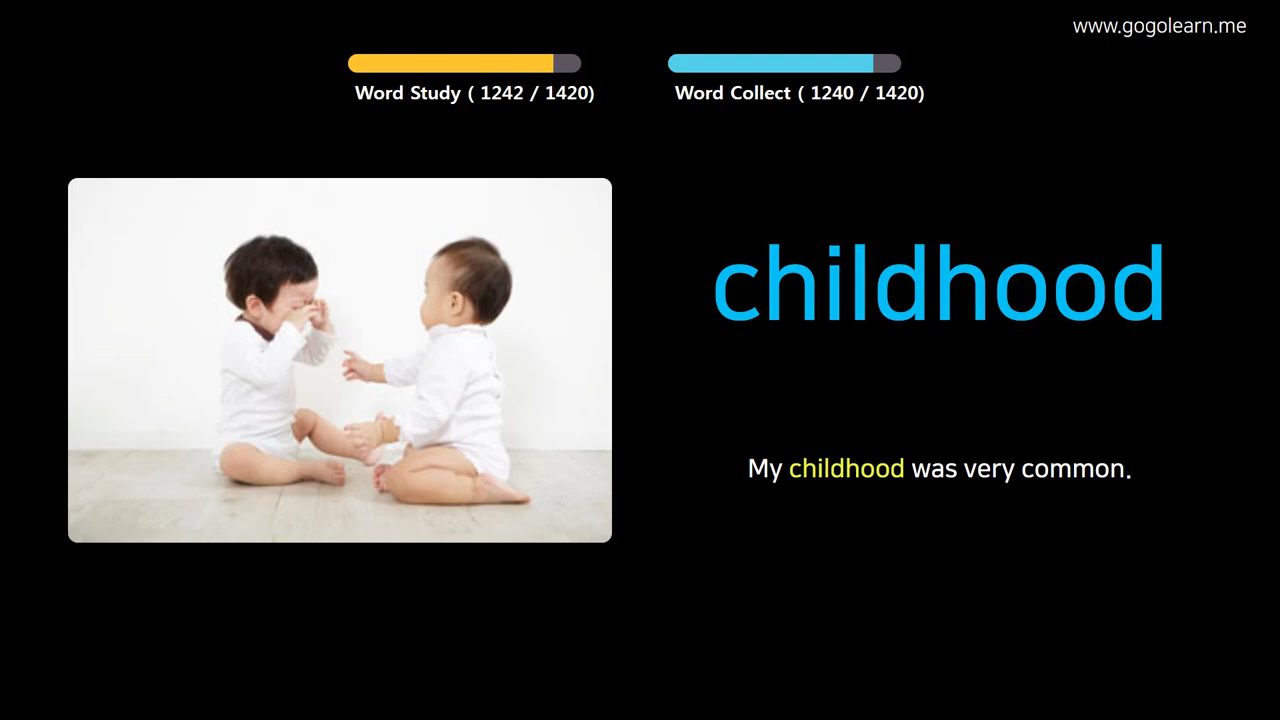 www.gogolearn.me
Word Study ( 1242 / 1420)
Word Collect ( 1240 / 1420)
childhood
My childhood was very common.